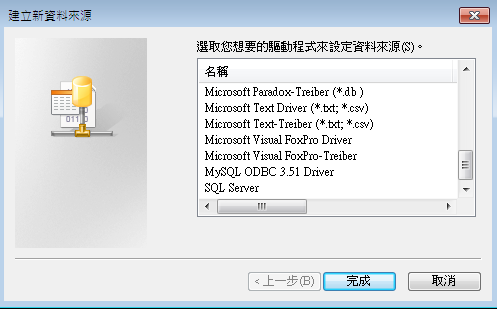 建立新資料來源
選取您想要的驅動程式來設定資料來源(S)。
名稱
Microsoft Paradox-Treiber (*.db )
Microsoft Text Driver (*.txt; *.csv)
Microsoft Text-Treiber (*.txt; *.csv)
Microsoft Visual FoxPro Driver
Microsoft Visual FoxPro-Treiber
MySQL ODBC 3.51 Driver
SQL Server
< 上一步(B)
完成
取消